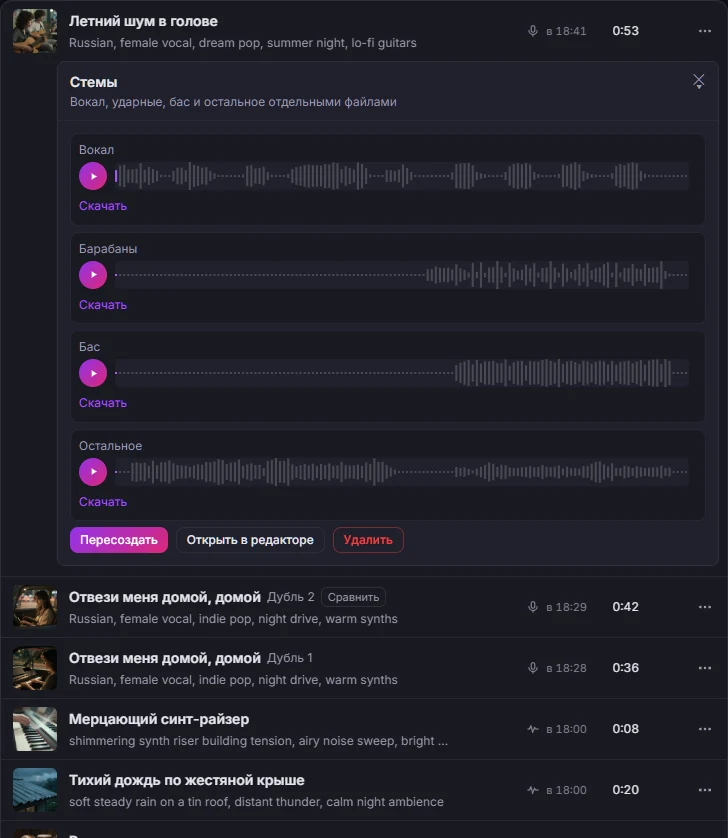 Летний шум в голове
в 18:41
0:53
Russian, female vocal, dream pop, summer night, lo-fi guitars
Стемы
Вокал, ударные, бас и остальное отдельными файлами
Вокал
Скачать
Барабаны
Скачать
Бас
Скачать
Остальное
Скачать
Пересоздать
Открыть в редакторе
Удалить
Отвези меня домой, домой Дубль 2 Сравнить
в 18:29
0:42
Russian, female vocal, indie pop, night drive, warm synths
Отвези меня домой, домой Дубль 1
в 18:28
0:36
Russian, female vocal, indie pop, night drive, warm synths
Мерцающий синт-райзер
в 18:00
0:08
shimmering synth riser building tension, airy noise sweep, bright ...
Тихий дождь по жестяной крыше
в 18:00
0:20
soft steady rain on a tin roof, distant thunder, calm night ambience